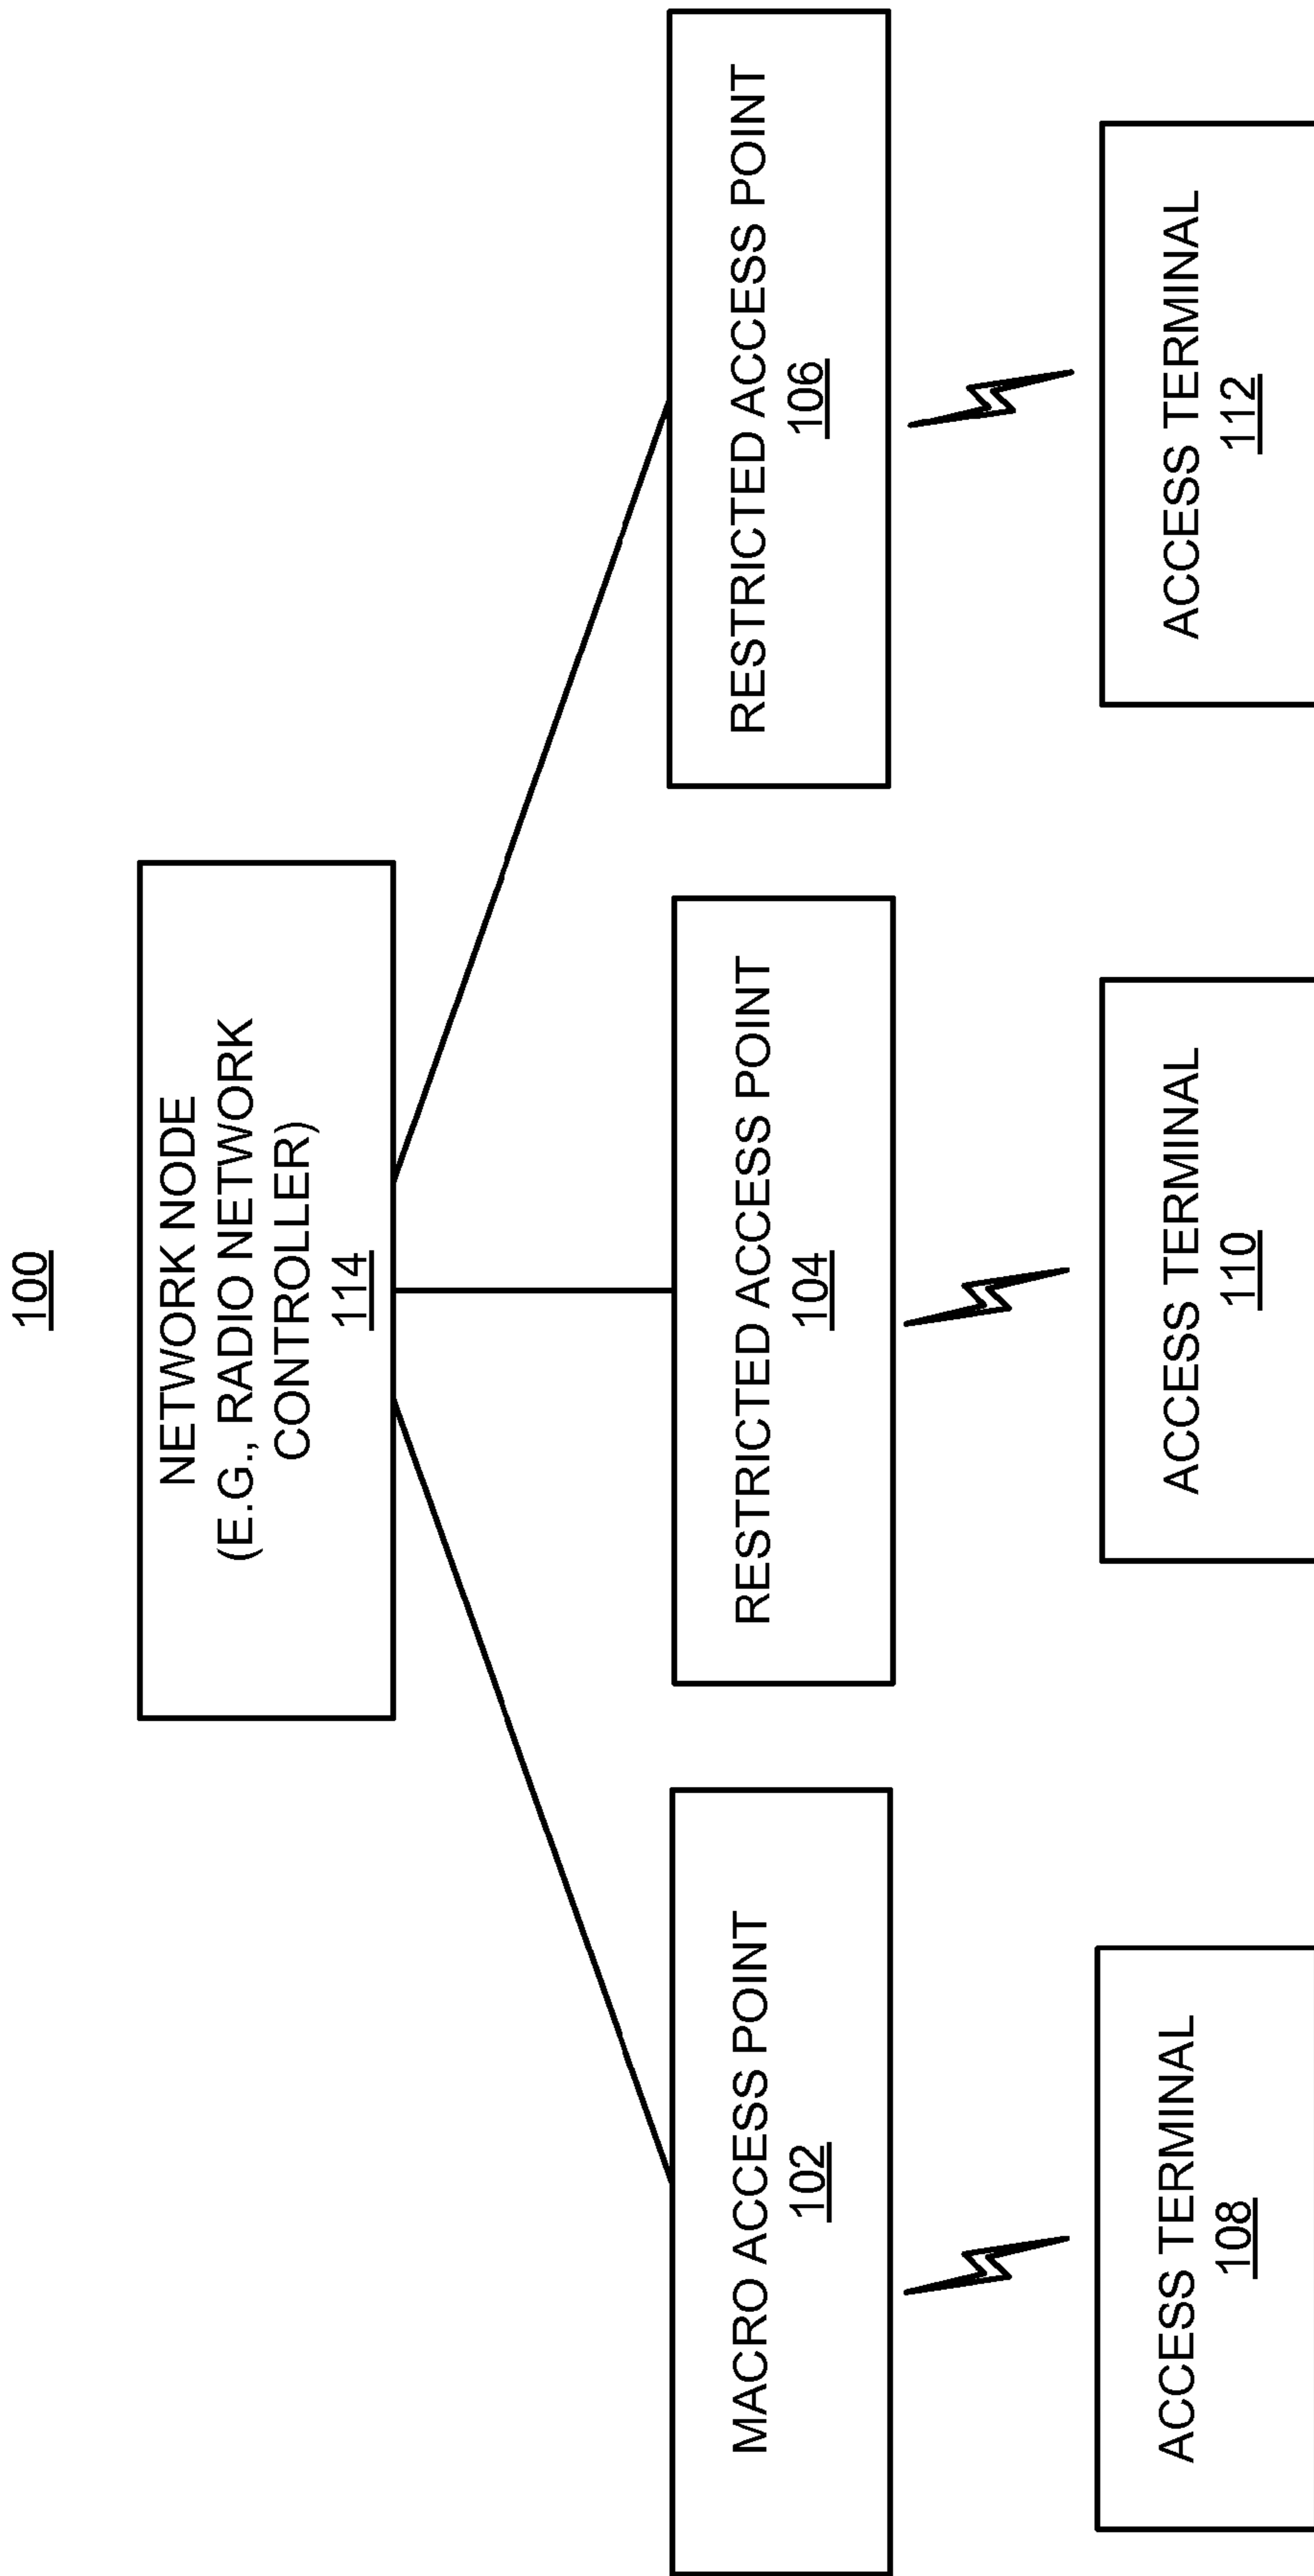 100
NETWORK NODE
(E.G., RADIO NETWORK
CONTROLLER)
114
MACRO ACCESS POINT
102
RESTRICTED ACCESS POINT
104
RESTRICTED ACCESS POINT
106
ACCESS TERMINAL
108
ACCESS TERMINAL
110
ACCESS TERMINAL
112